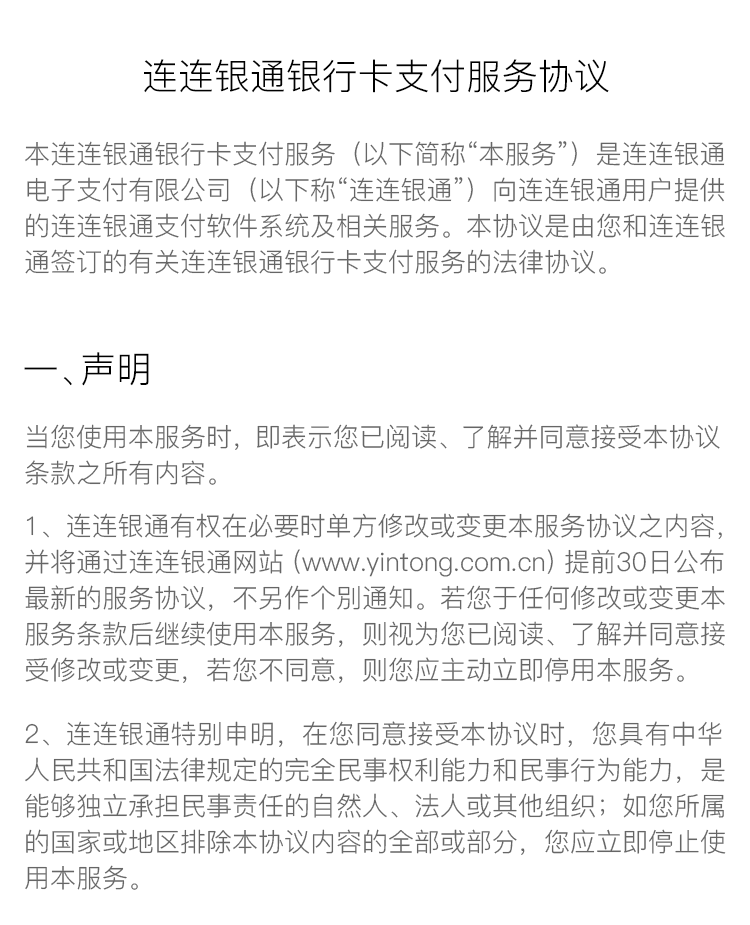 连连银通银行卡支付服务协议
本连连银通银行卡支付服务（以下简称“本服务”）是连连银通
电子支付有限公司（以下称“连连银通”）向连连银通用户提供
的连连银通支付软件系统及相关服务。本协议是由您和连连银
通签订的有关连连银通银行卡支付服务的法律协议。
一、声明
当您使用本服务时，即表示您已阅读、了解并同意接受本协议
条款之所有内容。
1、连连银通有权在必要时单方修改或变更本服务协议之内容，
并将通过连连银通网站 (www.yintong.com.cn) 提前30日公布
最新的服务协议，不另作个別通知。若您于任何修改或变更本
服务条款后继续使用本服务，则视为您已阅读、了解并同意接
受修改或变更，若您不同意，则您应主动立即停用本服务。
2、连连银通特别申明，在您同意接受本协议时，您具有中华
人民共和国法律规定的完全民事权利能力和民事行为能力，是
能够独立承担民事责任的自然人、法人或其他组织；如您所属
的国家或地区排除本协议内容的全部或部分，您应立即停止使
用本服务。